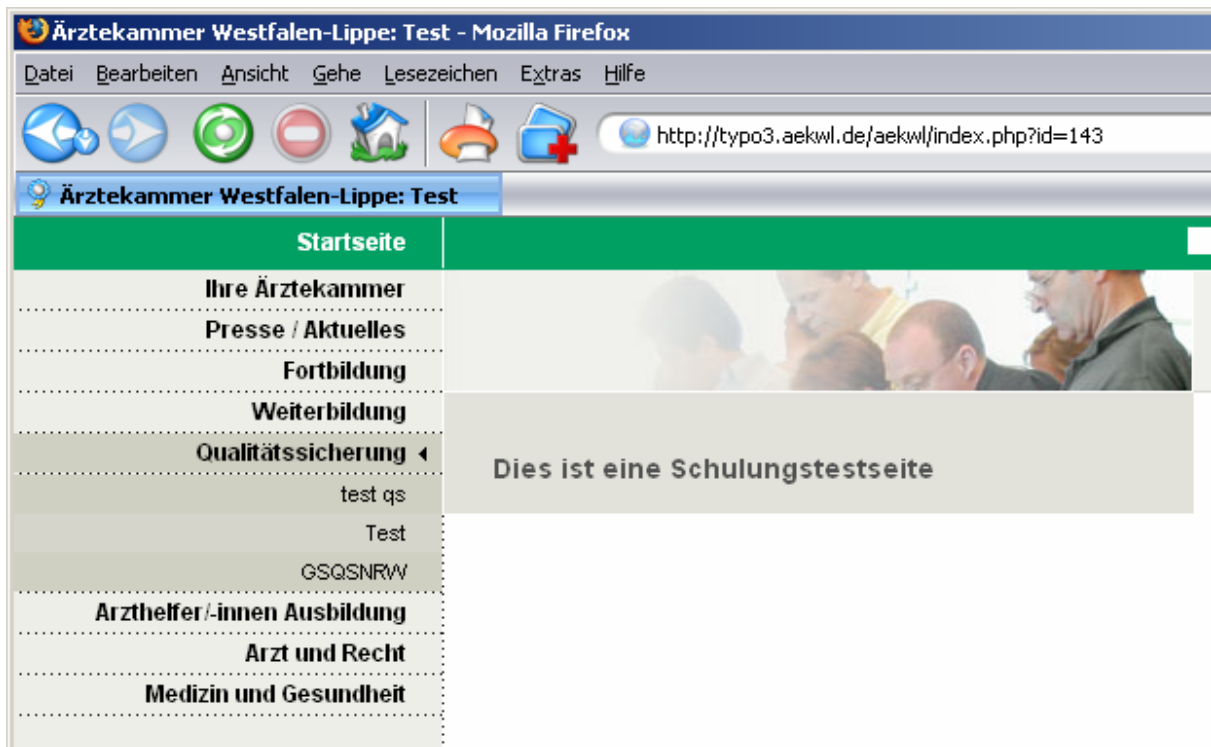 Ärztekammer Westfalen-Lippe: Test - Mozilla Firefox
Datei Bearbeiten Ansicht Gehe Lesezeichen Extras Hilfe
http://typo3.aekwl.de/aekwl/index.php?id=143
Ärztekammer Westfalen-Lippe: Test
Startseite
Ihre Ärztekammer
Presse / Aktuelles
Fortbildung
Weiterbildung
Qualitätssicherung
test qs
Test
GSQSNRW
Arzthelfer/-innen Ausbildung
Arzt und Recht
Medizin und Gesundheit
Dies ist eine Schulungstestseite